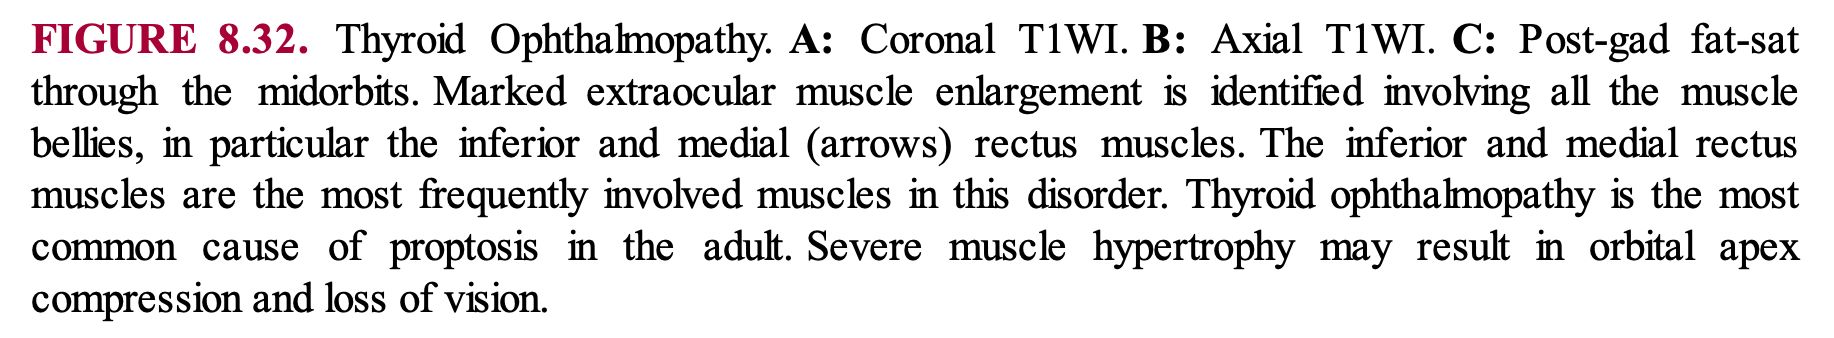 FIGURE 8.32. Thyroid Ophthalmopathy. A: Coronal T1WI. B: Axial T1WI. C: Post-gad fat-sat
through the midorbits. Marked extraocular muscle enlargement is identified involving all the muscle
bellies, in particular the inferior and medial (arrows) rectus muscles. The inferior and medial rectus
muscles are the most frequently involved muscles in this disorder. Thyroid ophthalmopathy is the most
common cause of proptosis in the adult. Severe muscle hypertrophy may result in orbital apex
compression and loss of vision.